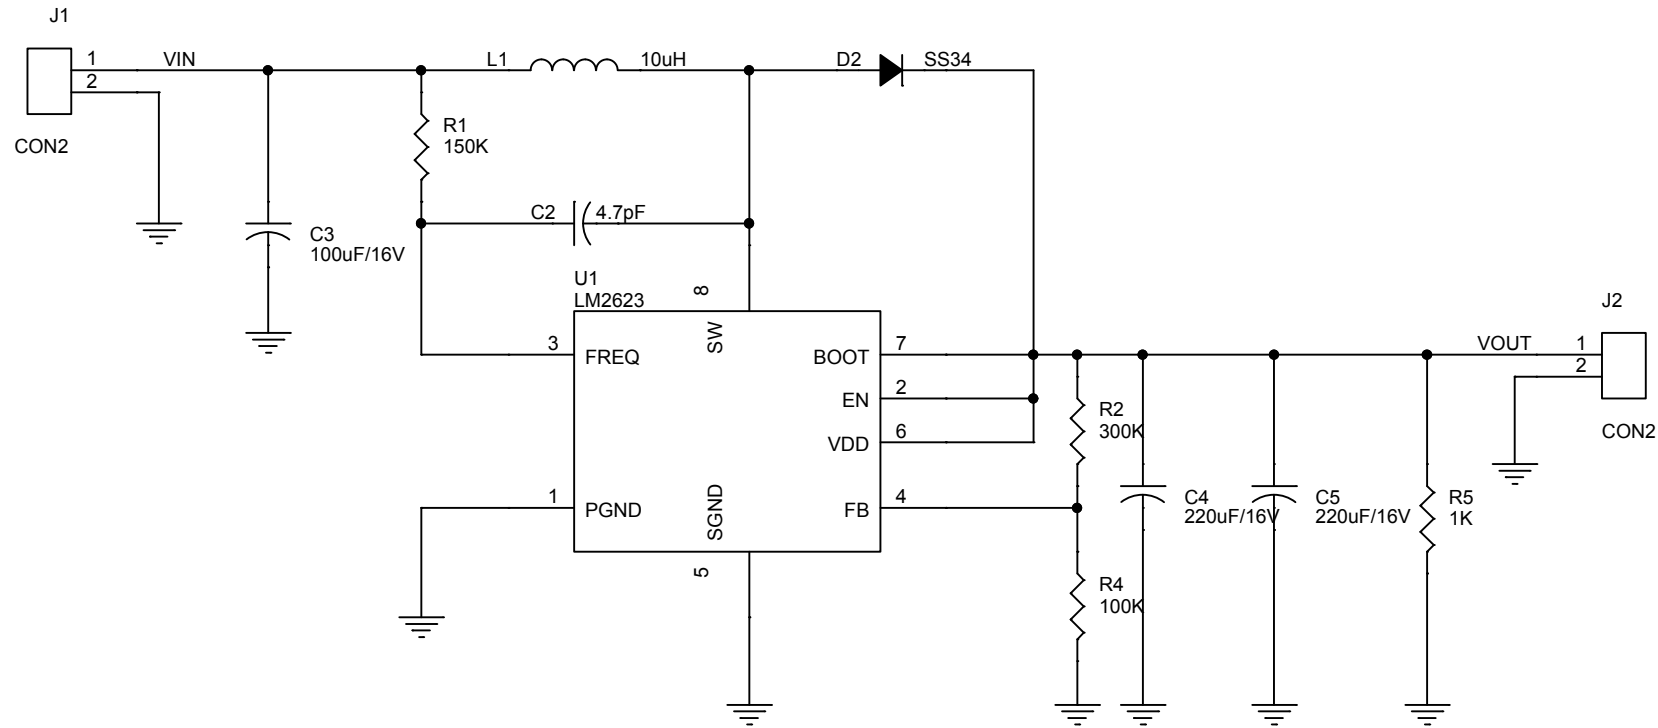 J1
1
2
CON2
VIN
L1
10uH
D2
SS34
R1
150K
C2
4.7pF
C3
100uF/16V
U1
LM2623
8
SW
3
FREQ
BOOT
7
EN
2
VDD
6
1
PGND
SGND
5
FB
4
R2
300K
R4
100K
C4
220uF/16V
C5
220uF/16V
R5
1K
VOUT
J2
1
2
CON2